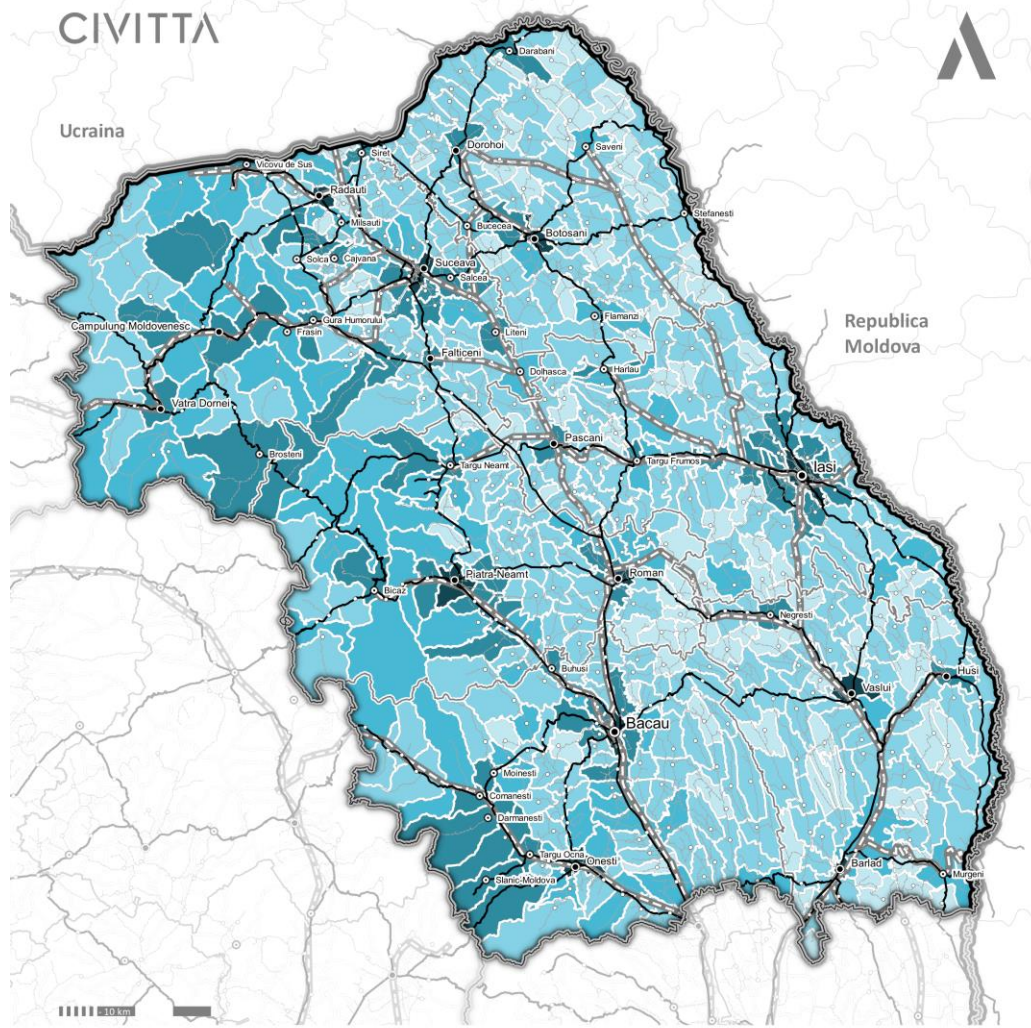 CIVITTA
Darabani
Ucraina
Dorohoi
Saveni
Siret
Vicovu de Sus
Radauti
Stefanesti
Milsauti
Bucecea
Botosani
Solca
Cajvana
Suceava
Salcea
Flamanzi
Gura Humorului
Republica
Moldova
Campulung Moldovenesc
Frasin
Liteni
Falticeni
Harlau
Dolhasca
Vatra Dornei
Pascani
Brosteni
Targu Neamt
Targu Frumos
Iasi
Piatra-Neamt
Roman
Bicaz
Negresti
Buhusi
Husi
Vaslui
Bacau
Moinesti
Comanesti
Darmanesti
Targu Ocna
Onesti
Barlad
Slanic-Moldova
Murgeni
- 10 km